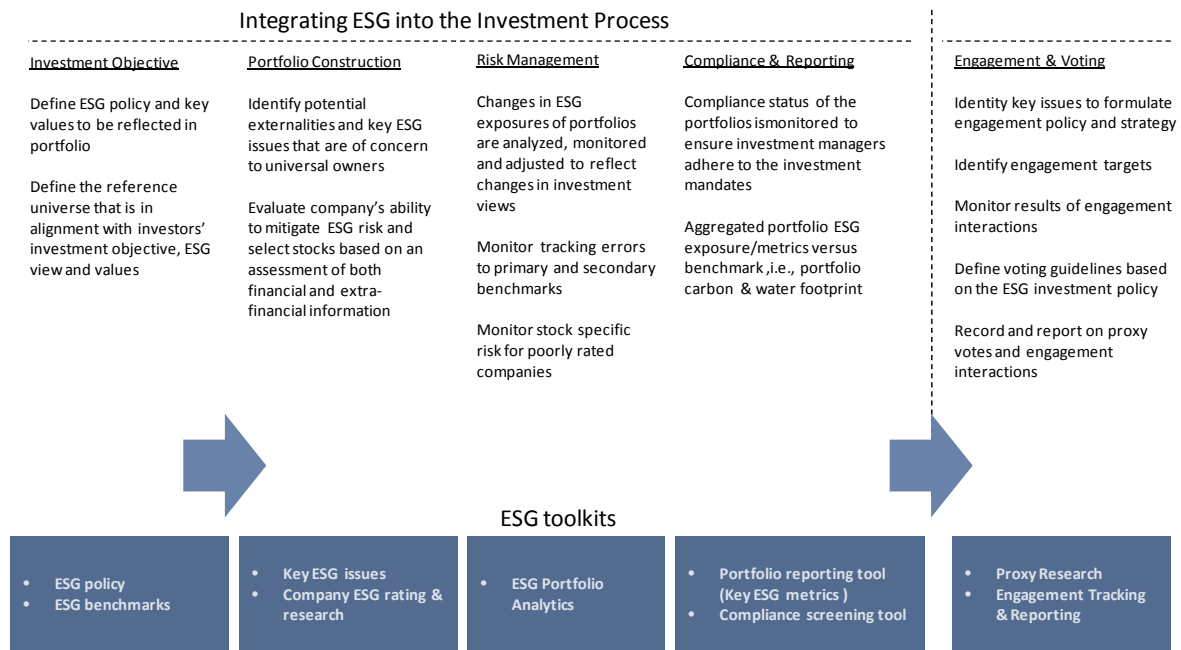 Integrating ESG into the Investment Process
Investment Objective
Define ESG policy and key
values to be reflected in
portfolio
Define the reference
universe that is in
alignment with investors'
investment objective, ESG
view and values
Portfolio Construction
Identify potential
externalities and key ESG
issues that are of concern
to universal owners
Evaluate company's ability
to mitigate ESG risk and
select stocks based on an
assessment of both
financial and extra-
financial information
Risk Management
Changes in ESG
exposures of portfolios
are analyzed, monitored
and adjusted to reflect
changes in investment
views
Monitor tracking errors
to primary and secondary
benchmarks
Monitor stock specific
risk for poorly rated
companies
Compliance & Reporting
Compliance status of the
portfolios ismonitored to
ensure investment managers
adhere to the investment
mandates
Aggregated portfolio ESG
exposure/metrics versus
benchmark ,i.e., portfolio
carbon & water footprint
Engagement & Voting
Identity key issues to formulate
engagement policy and strategy
Identify engagement targets
Monitor results of engagement
interactions
Define voting guidelines based
on the ESG investment policy
Record and report on proxy
votes and engagement
interactions
ESG toolkits
• ESG policy
• ESG benchmarks
• Key ESG issues
• Company ESG rating &
research
• ESG Portfolio
Analytics
• Portfolio reporting tool
(Key ESG metrics )
• Compliance screening tool
• Proxy Research
• Engagement Tracking
& Reporting